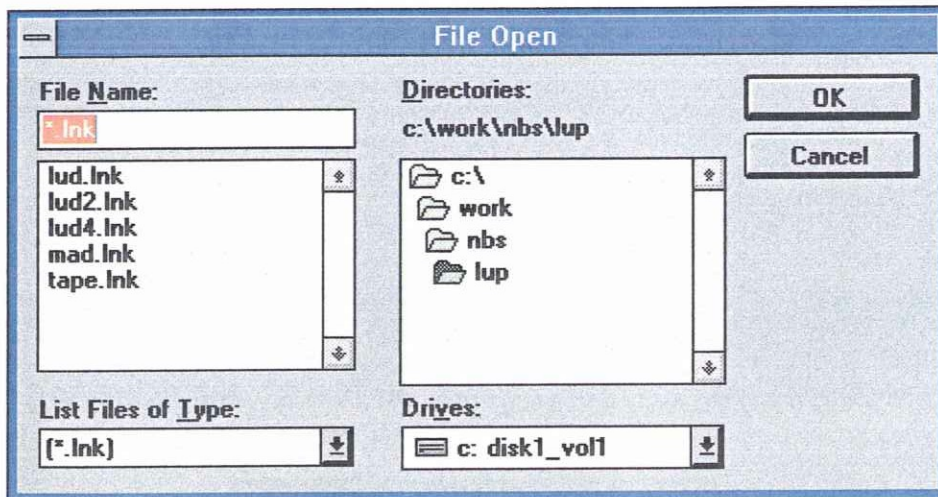 File Open
File Name:
*.lnk
lud.lnk
lud2.lnk
lud4.lnk
mad.lnk
tape.lnk
List Files of Type:
(*.lnk)
Directories:
c:\work\nbs\lup
c:\
work
nbs
lup
Drives:
c: disk1_vol1
OK
Cancel